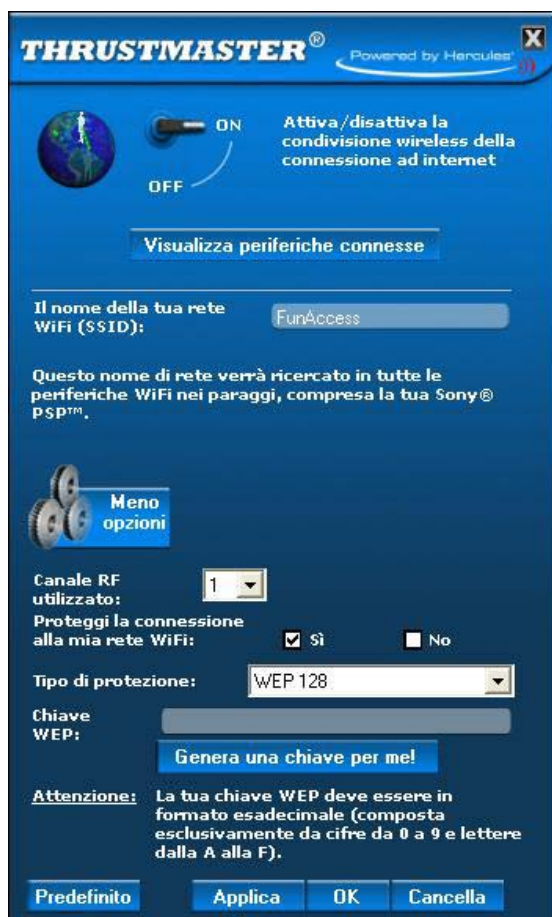 THRUSTMASTER®
Powered by Hercules®
X
ON
OFF
Attiva/disattiva la
condivisione wireless della
connessione ad internet
Visualizza periferiche connesse
Il nome della tua rete
WiFi (SSID):
FunAccess
Questo nome di rete verrà ricercato in tutte le
periferiche WiFi nei paraggi, compresa la tua Sony®
PSP™.
Meno
opzioni
Canale RF
utilizzato:
1
Proteggi la connessione
alla mia rete WiFi:
Sì
No
Tipo di protezione:
WEP 128
Chiave
WEP:
Genera una chiave per me!
Attenzione:
La tua chiave WEP deve essere in
formato esadecimale (composta
esclusivamente da cifre da 0 a 9 e lettere
dalla A alla F).
Predefinito
Applica
OK
Cancella